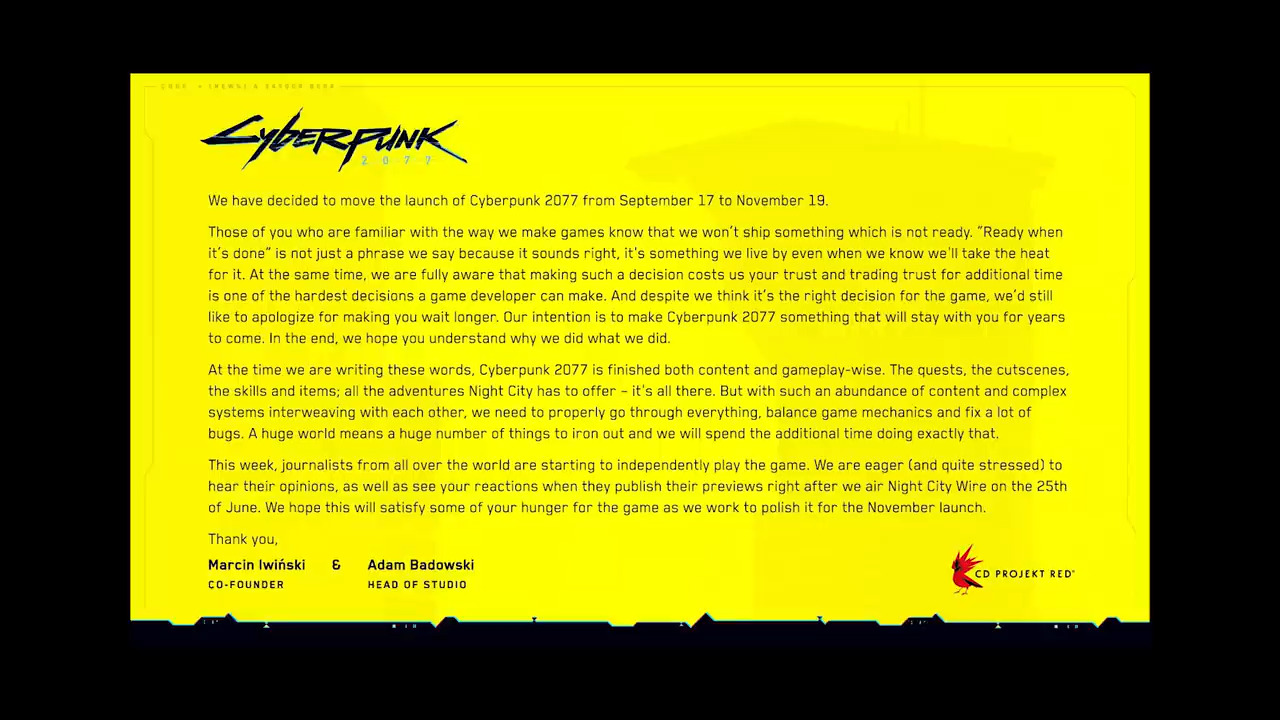 Cyberpunk
2077
We have decided to move the launch of Cyberpunk 2077 from September 17 to November 19.
Those of you who are familiar with the way we make games know that we won't ship something which is not ready. “Ready when
it's done” is not just a phrase we say because it sounds right, it's something we live by even when we know we'll take the heat
for it. At the same time, we are fully aware that making such a decision costs us your trust and trading trust for additional time
is one of the hardest decisions a game developer can make. And despite we think it's the right decision for the game, we'd still
like to apologize for making you wait longer. Our intention is to make Cyberpunk 2077 something that will stay with you for years
to come. In the end, we hope you understand why we did what we did.
At the time we are writing these words, Cyberpunk 2077 is finished both content and gameplay-wise. The quests, the cutscenes,
the skills and items; all the adventures Night City has to offer – it's all there. But with such an abundance of content and complex
systems interweaving with each other, we need to properly go through everything, balance game mechanics and fix a lot of
bugs. A huge world means a huge number of things to iron out and we will spend the additional time doing exactly that.
This week, journalists from all over the world are starting to independently play the game. We are eager (and quite stressed) to
hear their opinions, as well as see your reactions when they publish their previews right after we air Night City Wire on the 25th
of June. We hope this will satisfy some of your hunger for the game as we work to polish it for the November launch.
Thank you,
Marcin Iwiński & Adam Badowski
CO-FOUNDER HEAD OF STUDIO
CD PROJEKT RED®